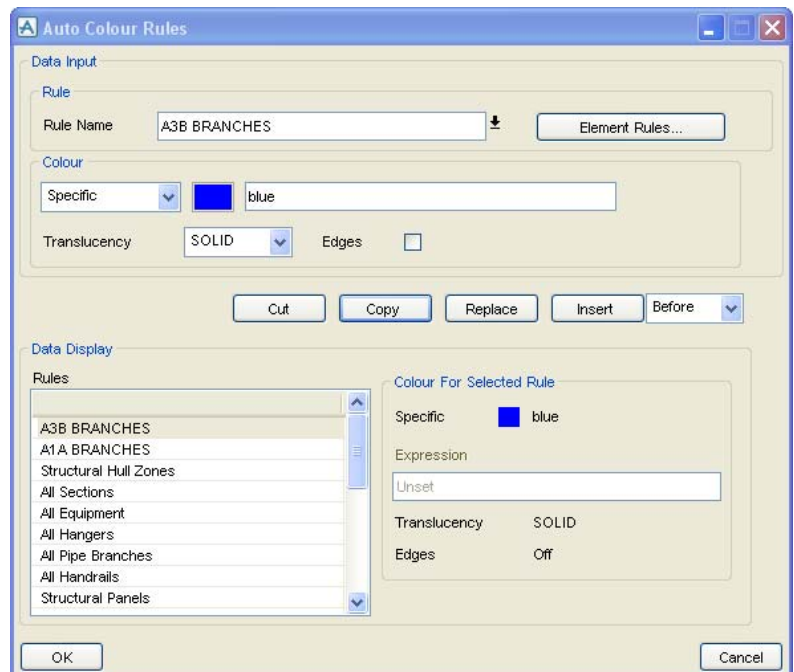 Auto Colour Rules
Data Input
Rule
Rule Name A3B BRANCHES Element Rules...
Colour
Specific blue
Translucency SOLID Edges
Cut Copy Replace Insert Before
Data Display
Rules
Colour For Selected Rule
A3B BRANCHES
A1A BRANCHES
Structural Hull Zones
All Sections
All Equipment
All Hangers
All Pipe Branches
All Handrails
Structural Panels
Specific blue
Expression
Unset
Translucency SOLID
Edges Off
OK Cancel